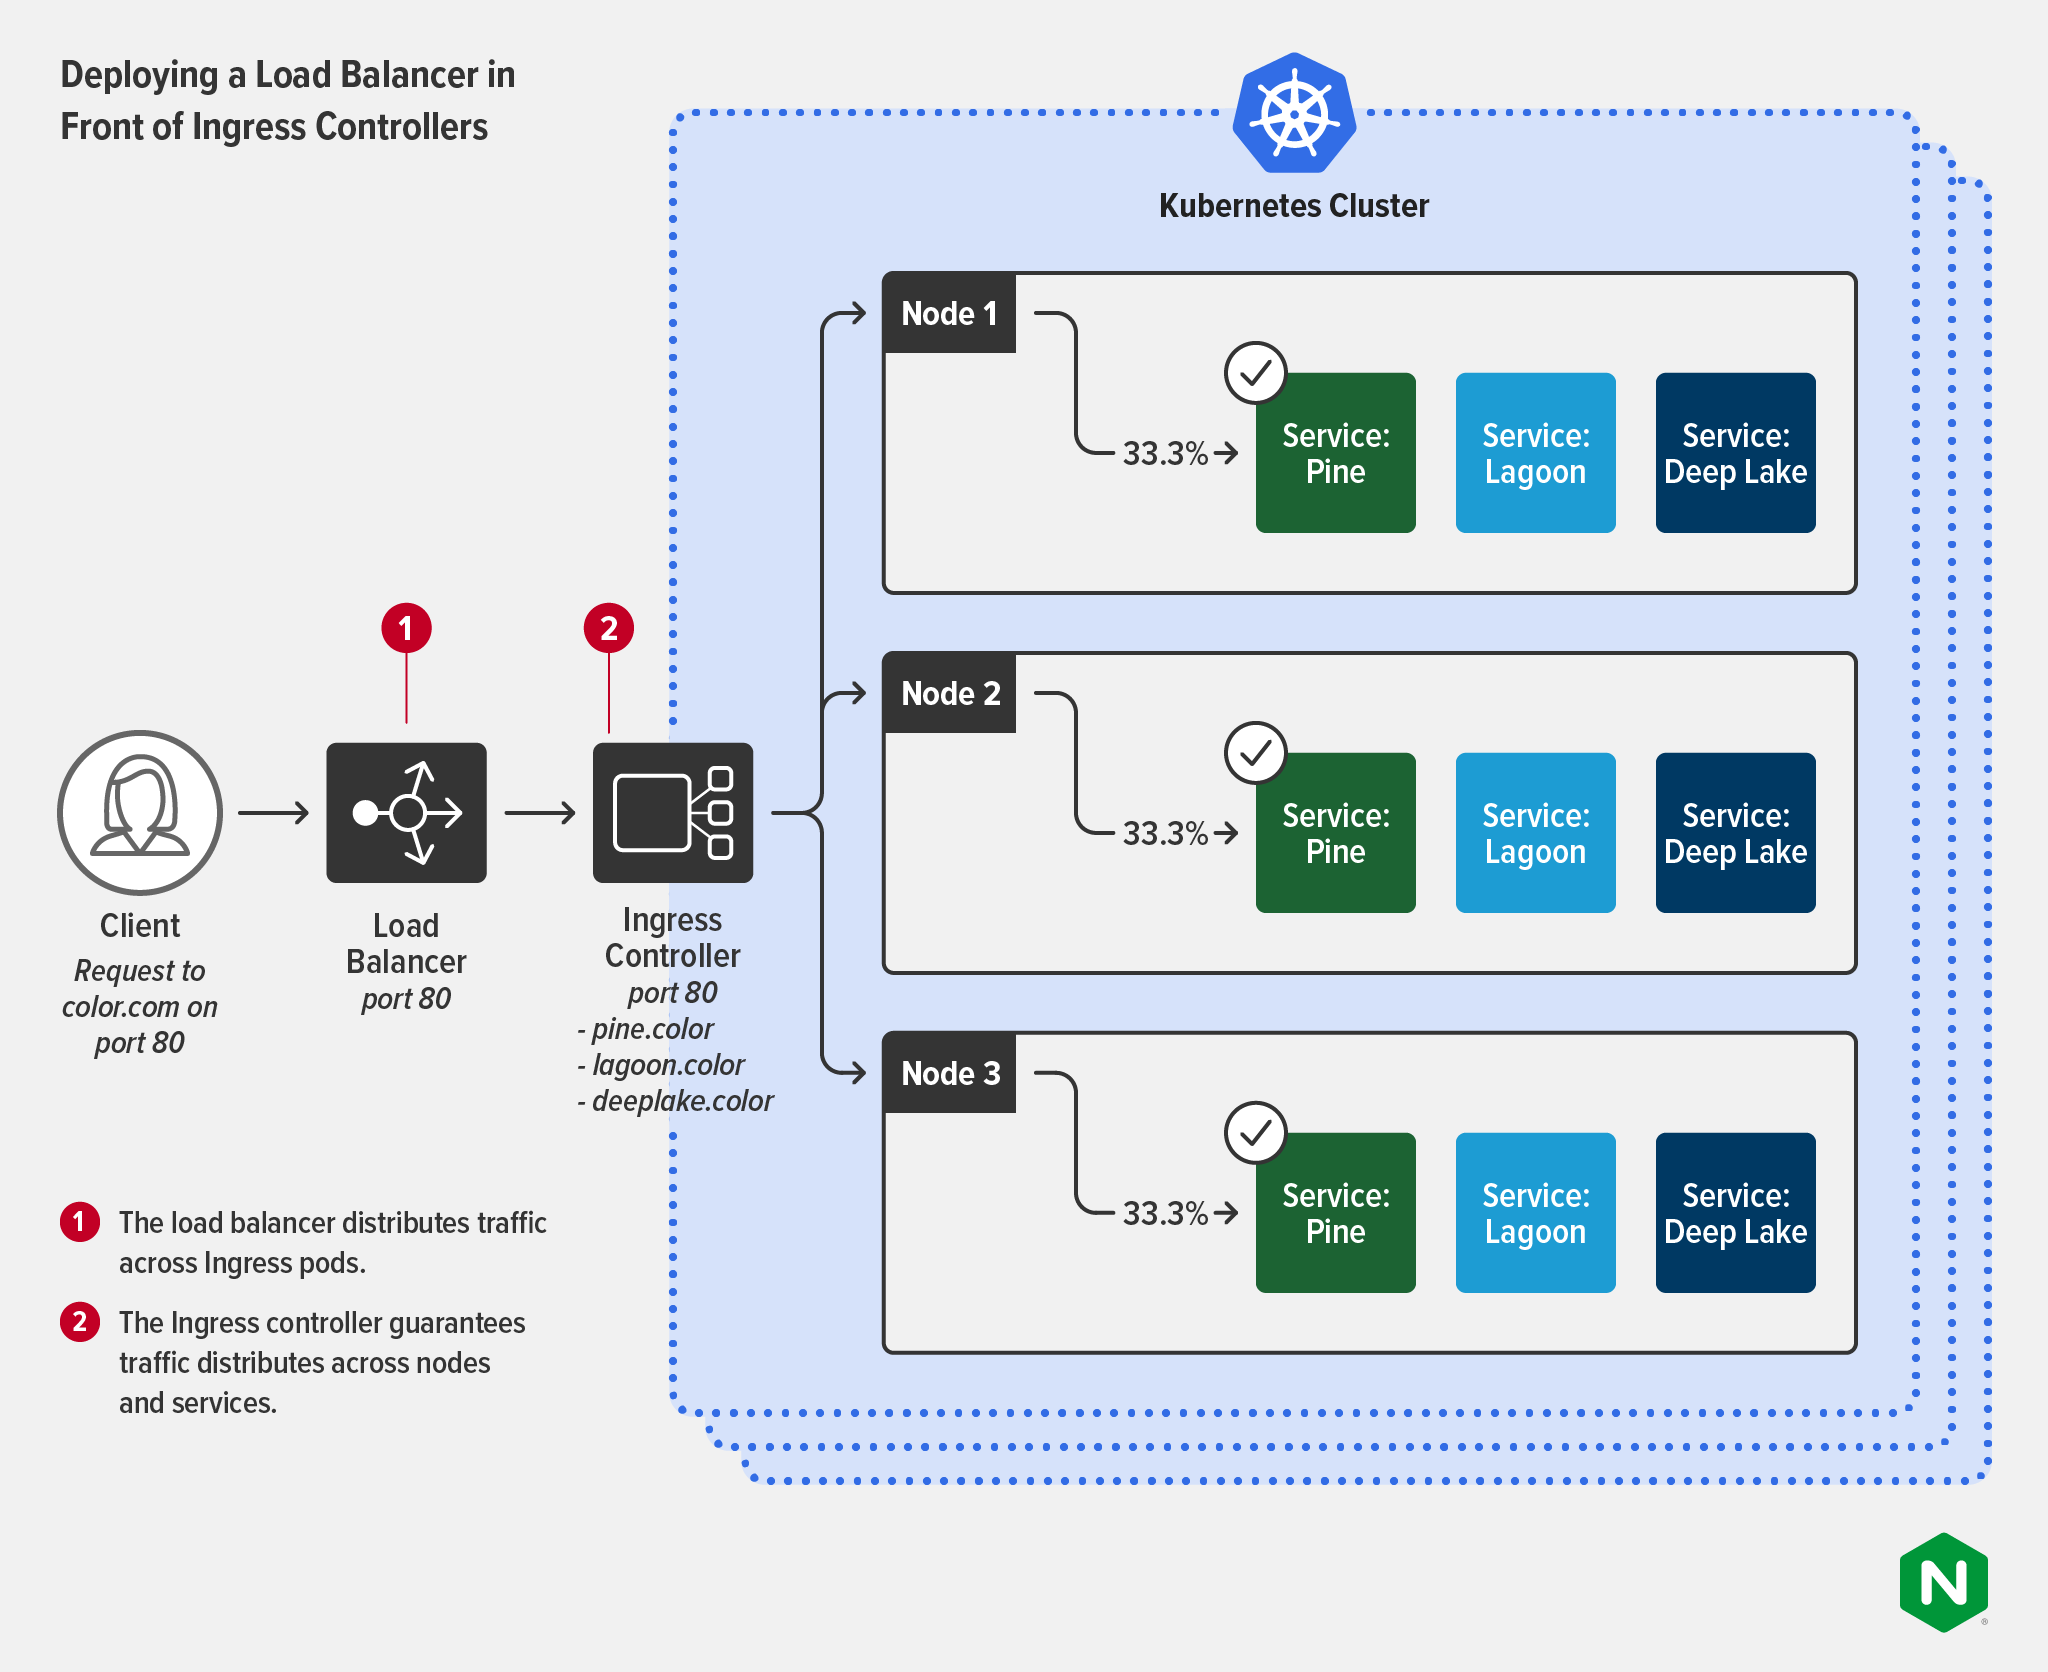 Deploying a Load Balancer in
Front of Ingress Controllers
Kubernetes Cluster
Node 1
33.3%
Service:
Pine
Service:
Lagoon
Service:
Deep Lake
Node 2
33.3%
Service:
Pine
Service:
Lagoon
Service:
Deep Lake
Node 3
33.3%
Service:
Pine
Service:
Lagoon
Service:
Deep Lake
1
2
Client
Request to
color.com on
port 80
Load
Balancer
port 80
Ingress
Controller
port 80
- pine.color
- lagoon.color
- deeplake.color
1 The load balancer distributes traffic
across Ingress pods.
2 The Ingress controller guarantees
traffic distributes across nodes
and services.
N
®